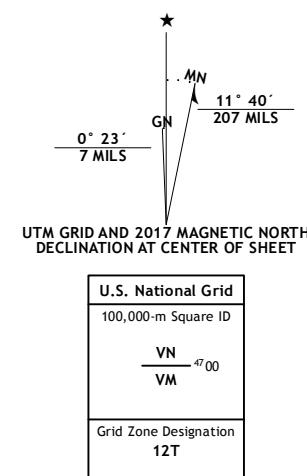 MN
GN
11° 40´
207 MILS
0° 23´
7 MILS
UTM GRID AND 2017 MAGNETIC NORTH
DECLINATION AT CENTER OF SHEET
U.S. National Grid
100,000-m Square ID
VN
4700
VM
Grid Zone Designation
12T